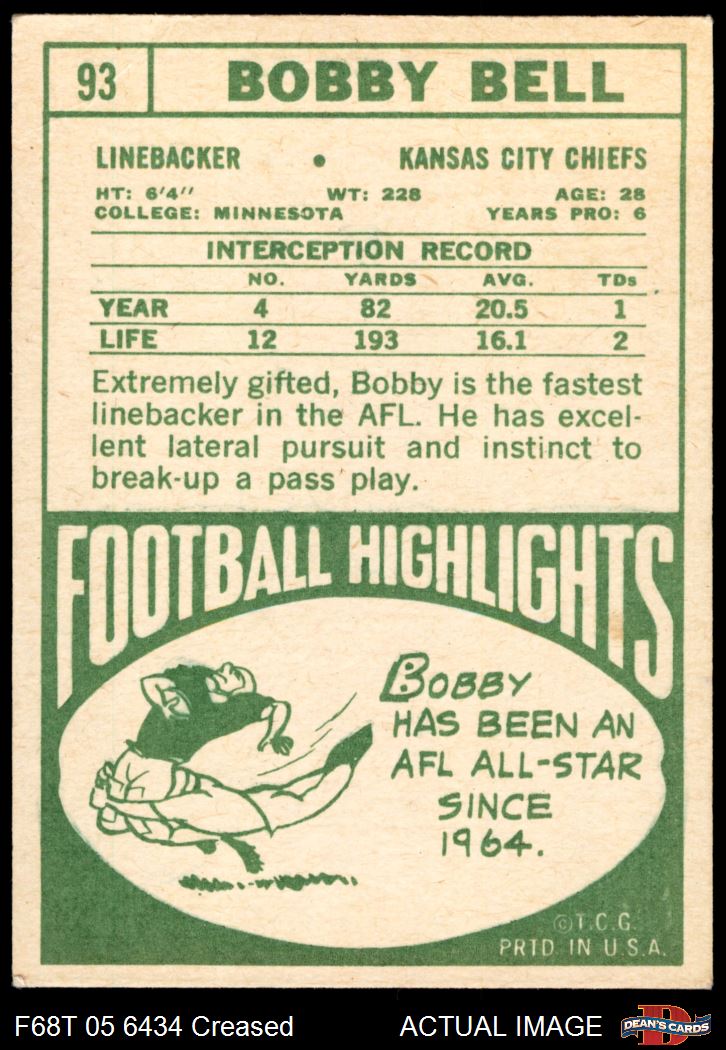 93 BOBBY BELL
LINEBACKER • KANSAS CITY CHIEFS
HT: 6'4" WT: 228 AGE: 28
COLLEGE: MINNESOTA YEARS PRO: 6
INTERCEPTION RECORD
NO. YARDS AVG. TDs
YEAR 4 82 20.5 1
LIFE 12 193 16.1 2
Extremely gifted, Bobby is the fastest
linebacker in the AFL. He has excel-
lent lateral pursuit and instinct to
break-up a pass play.
FOOTBALL HIGHLIGHTS
BOBBY
HAS BEEN AN
AFL ALL-STAR
SINCE
1964.
©T.C.G.
PRTD. IN U.S.A.
F68T 05 6434 Creased ACTUAL IMAGE D DEAN'S CARDS